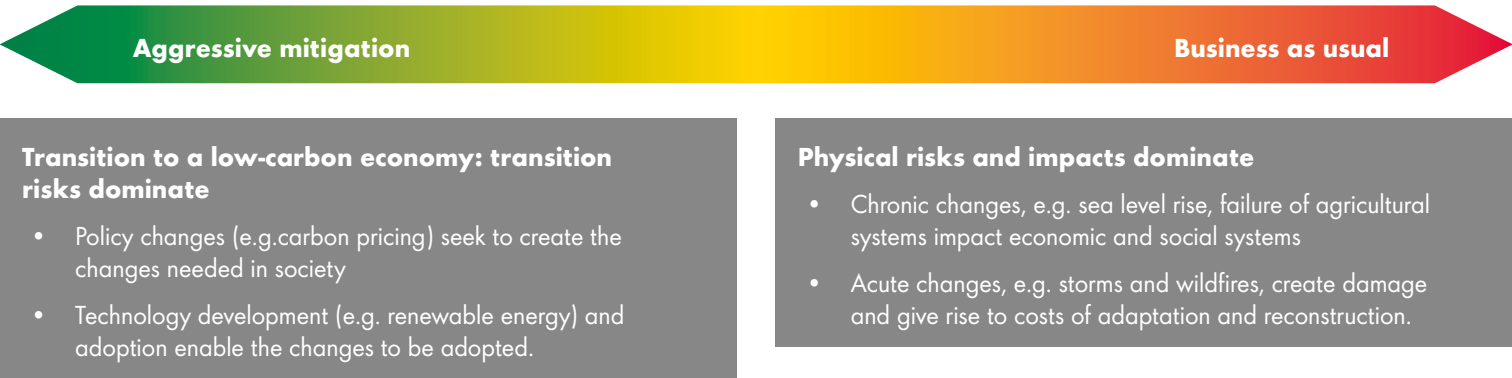 Aggressive mitigation
Business as usual
Transition to a low-carbon economy: transition
risks dominate
• Policy changes (e.g.carbon pricing) seek to create the
changes needed in society
• Technology development (e.g. renewable energy) and
adoption enable the changes to be adopted.
Physical risks and impacts dominate
• Chronic changes, e.g. sea level rise, failure of agricultural
systems impact economic and social systems
• Acute changes, e.g. storms and wildfires, create damage
and give rise to costs of adaptation and reconstruction.